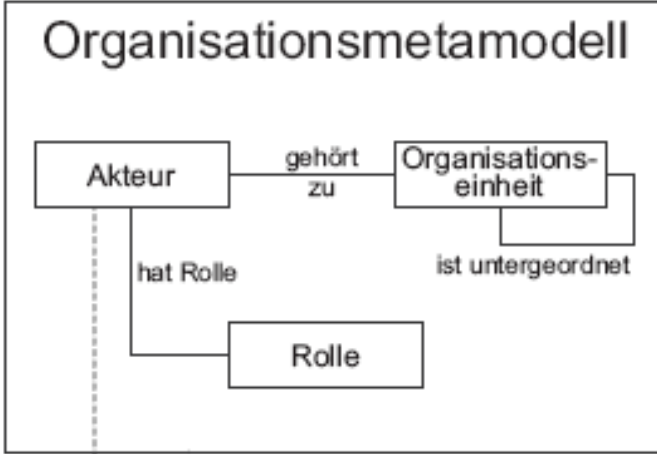 Organisationsmetamodell
Akteur
gehört
zu
Organisations-
einheit
ist untergeordnet
hat Rolle
Rolle